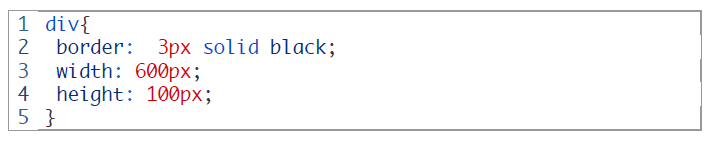 1 div{
2  border:  3px solid black;
3  width: 600px;
4  height: 100px;
5 }